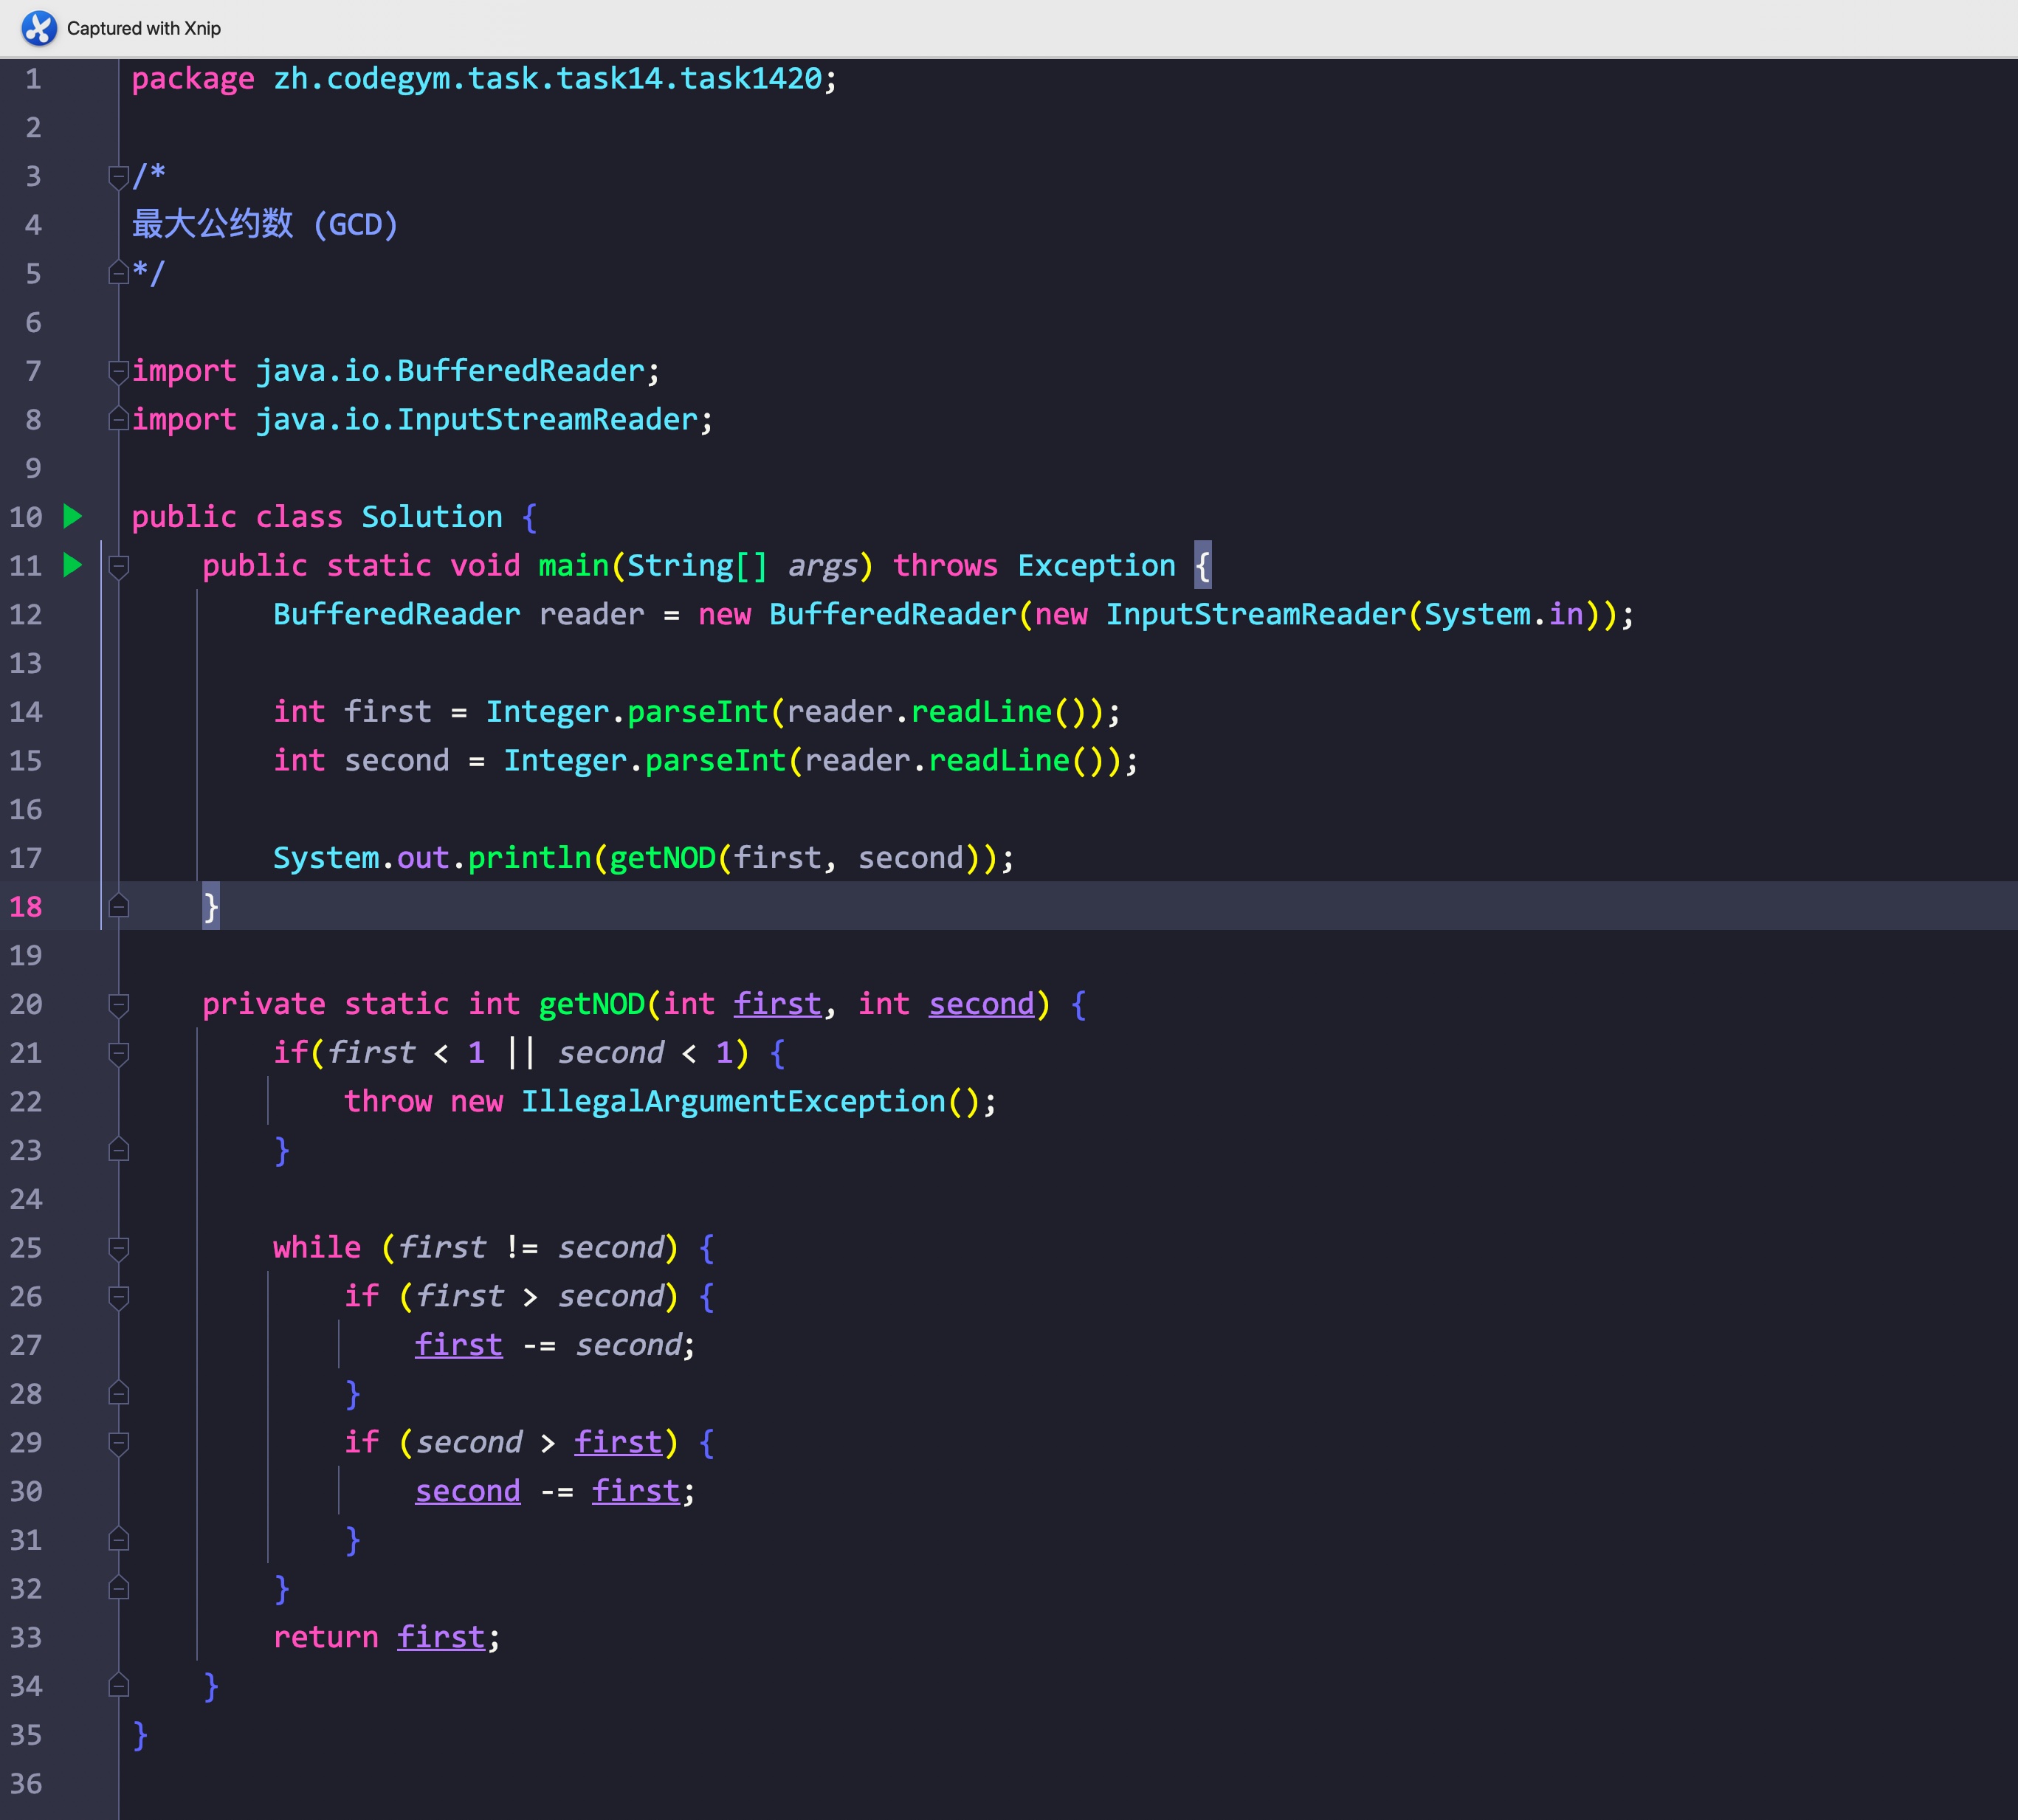 Captured with Xnip
1 package zh.codegym.task.task14.task1420;
2
3 /*
4 最大公约数 (GCD)
5 */
6
7 import java.io.BufferedReader;
8 import java.io.InputStreamReader;
9
10 public class Solution {
11     public static void main(String[] args) throws Exception {
12         BufferedReader reader = new BufferedReader(new InputStreamReader(System.in));
13
14         int first = Integer.parseInt(reader.readLine());
15         int second = Integer.parseInt(reader.readLine());
16
17         System.out.println(getNOD(first, second));
18     }
19
20     private static int getNOD(int first, int second) {
21         if(first < 1 || second < 1) {
22             throw new IllegalArgumentException();
23         }
24
25         while (first != second) {
26             if (first > second) {
27                 first -= second;
28             }
29             if (second > first) {
30                 second -= first;
31             }
32         }
33         return first;
34     }
35 }
36